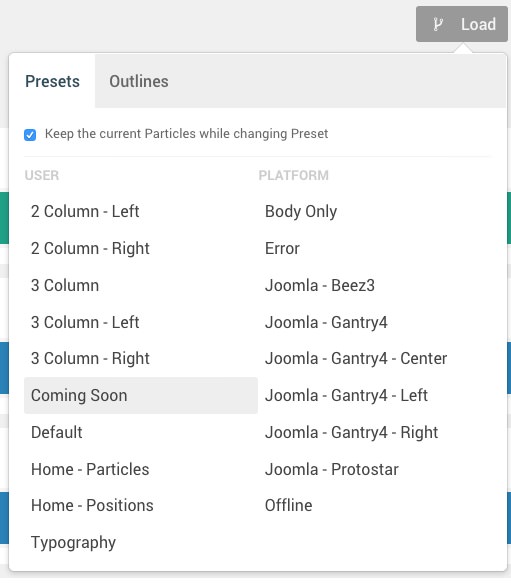 Load
Presets
Outlines
Keep the current Particles while changing Preset
USER
2 Column - Left
2 Column - Right
3 Column
3 Column - Left
3 Column - Right
Coming Soon
Default
Home - Particles
Home - Positions
Typography
PLATFORM
Body Only
Error
Joomla - Beez3
Joomla - Gantry4
Joomla - Gantry4 - Center
Joomla - Gantry4 - Left
Joomla - Gantry4 - Right
Joomla - Protostar
Offline